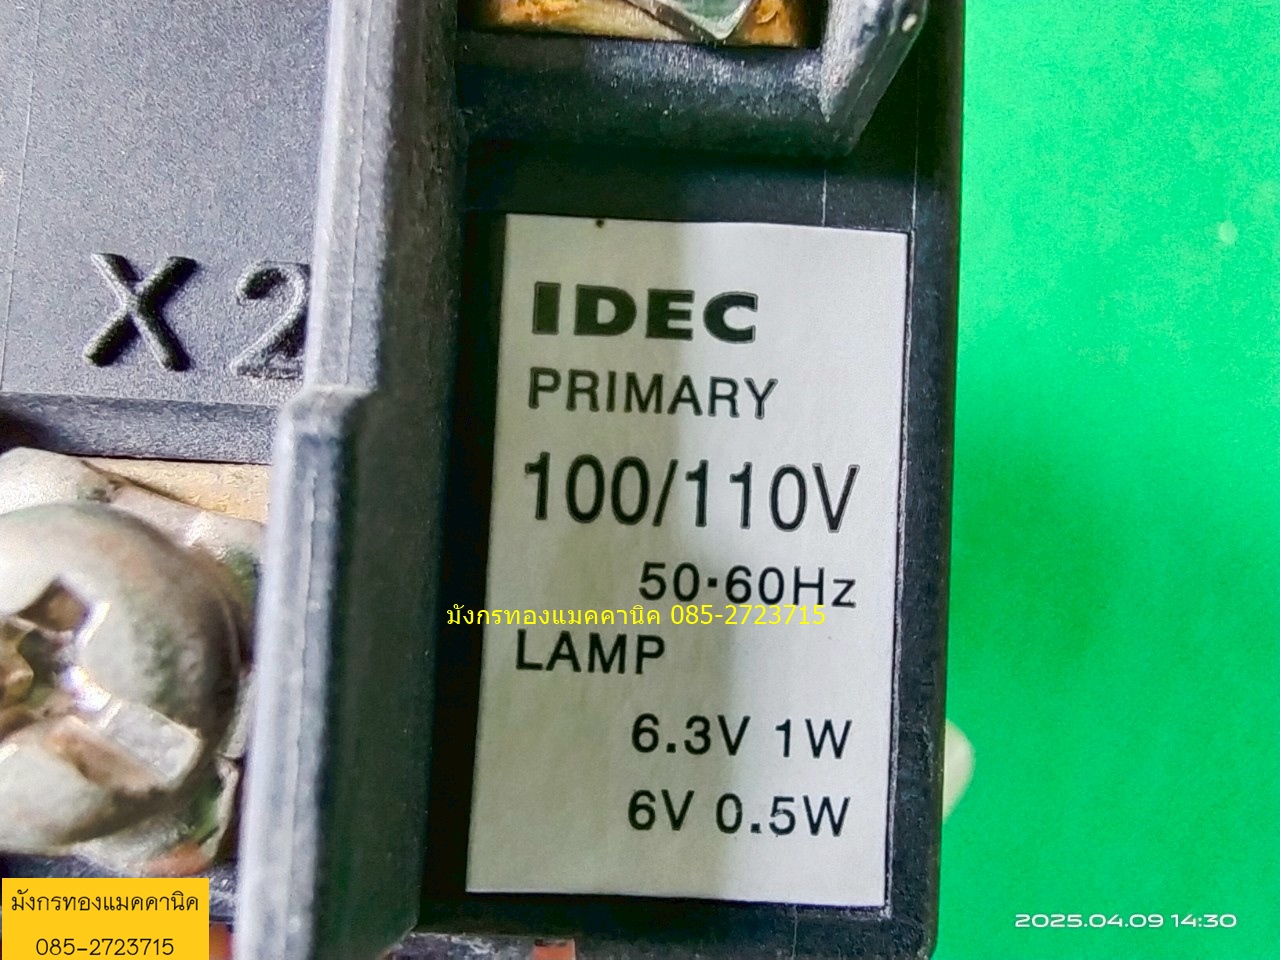 X2
IDEC
PRIMARY
100/110V
50·60Hz
มังกรทองแมคคานิค 085-2723715
LAMP
6.3V 1W
6V 0.5W
มังกรทองแมคคานิค
085-2723715
2025.04.09 14:30